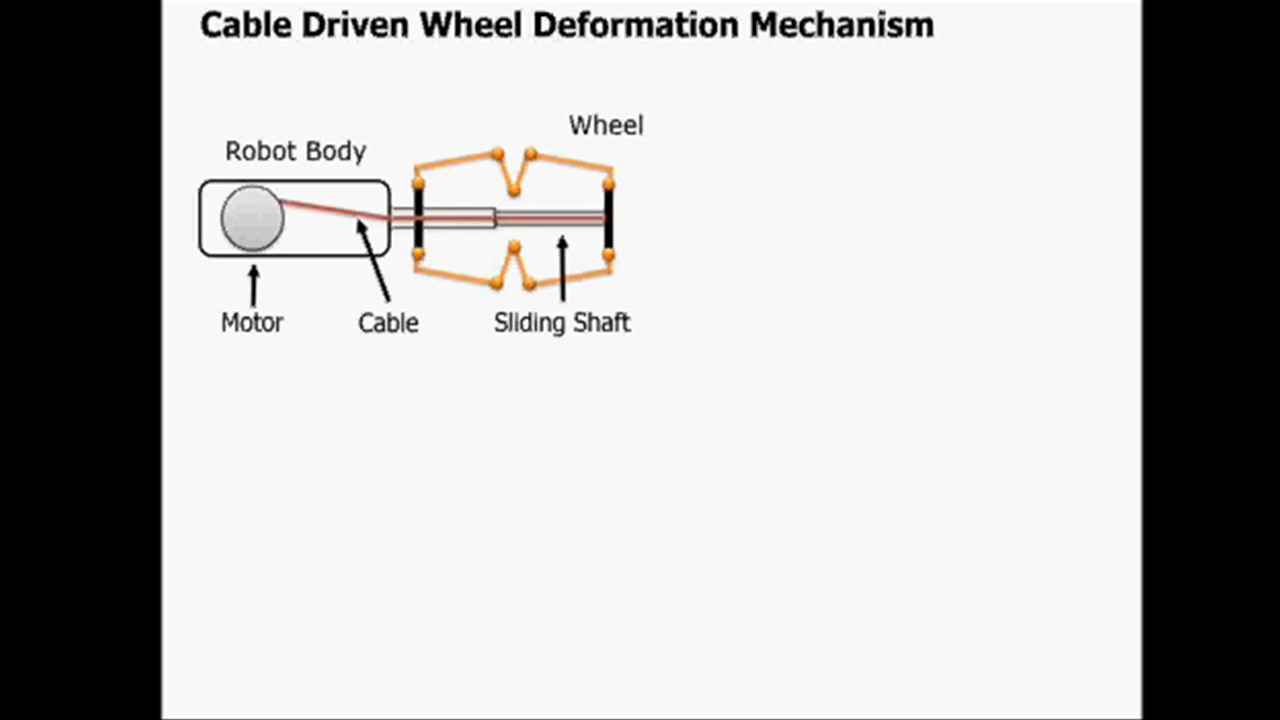 Cable Driven Wheel Deformation Mechanism
Wheel
Robot Body
Motor
Cable
Sliding Shaft